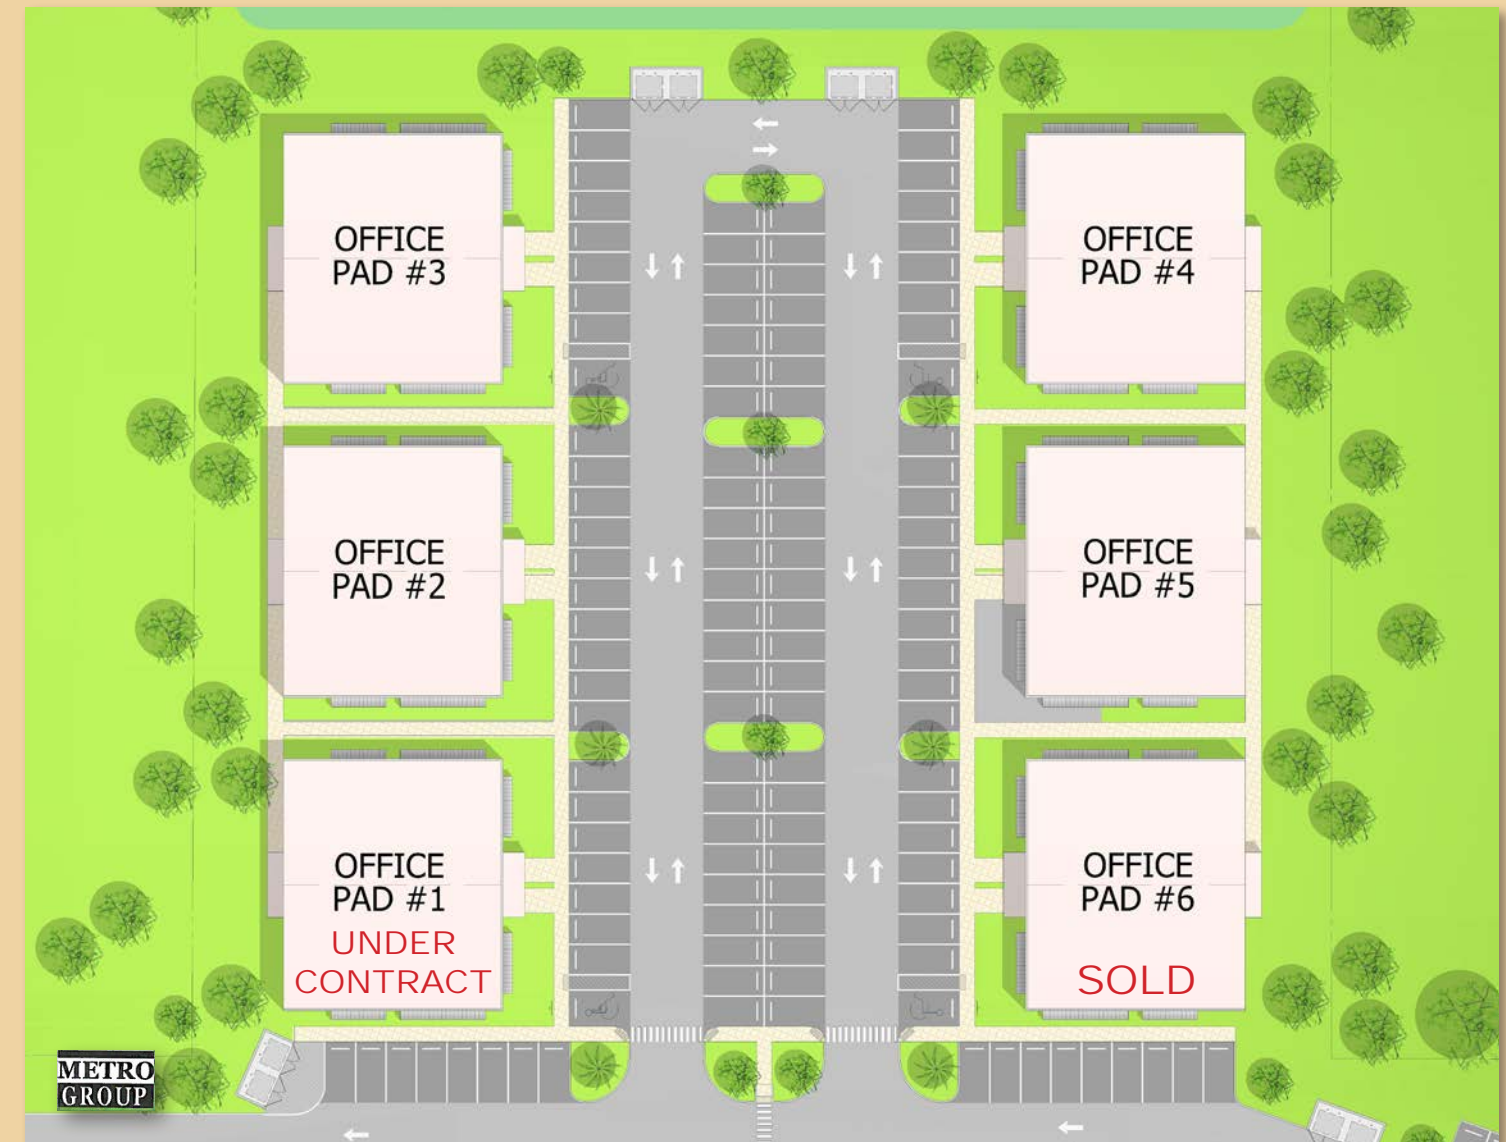 OFFICE
PAD #3
OFFICE
PAD #4
OFFICE
PAD #2
OFFICE
PAD #5
OFFICE
PAD #1
UNDER
CONTRACT
OFFICE
PAD #6
SOLD
METRO
GROUP